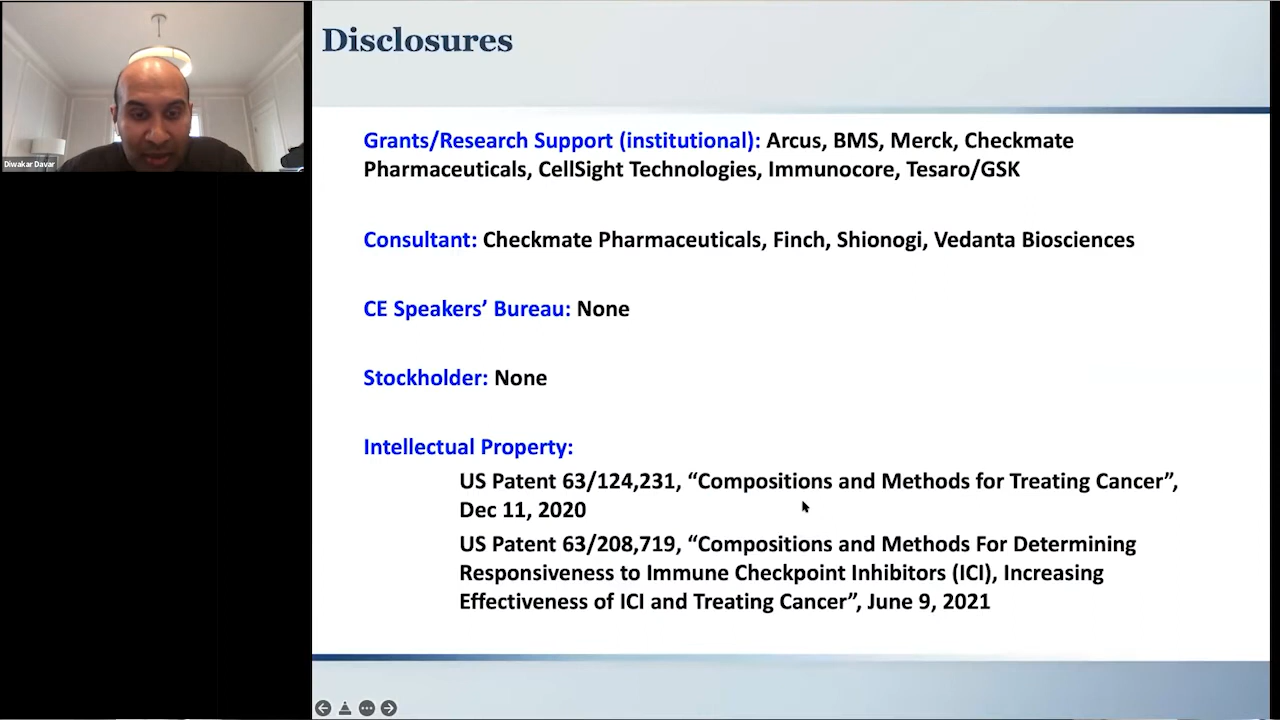 Disclosures
Grants/Research Support (institutional): Arcus, BMS, Merck, Checkmate
Pharmaceuticals, CellSight Technologies, Immunocore, Tesaro/GSK
Consultant: Checkmate Pharmaceuticals, Finch, Shionogi, Vedanta Biosciences
CE Speakers’ Bureau: None
Stockholder: None
Intellectual Property:
US Patent 63/124,231, “Compositions and Methods for Treating Cancer”,
Dec 11, 2020
US Patent 63/208,719, “Compositions and Methods For Determining
Responsiveness to Immune Checkpoint Inhibitors (ICI), Increasing
Effectiveness of ICI and Treating Cancer”, June 9, 2021
Diwakar Davar